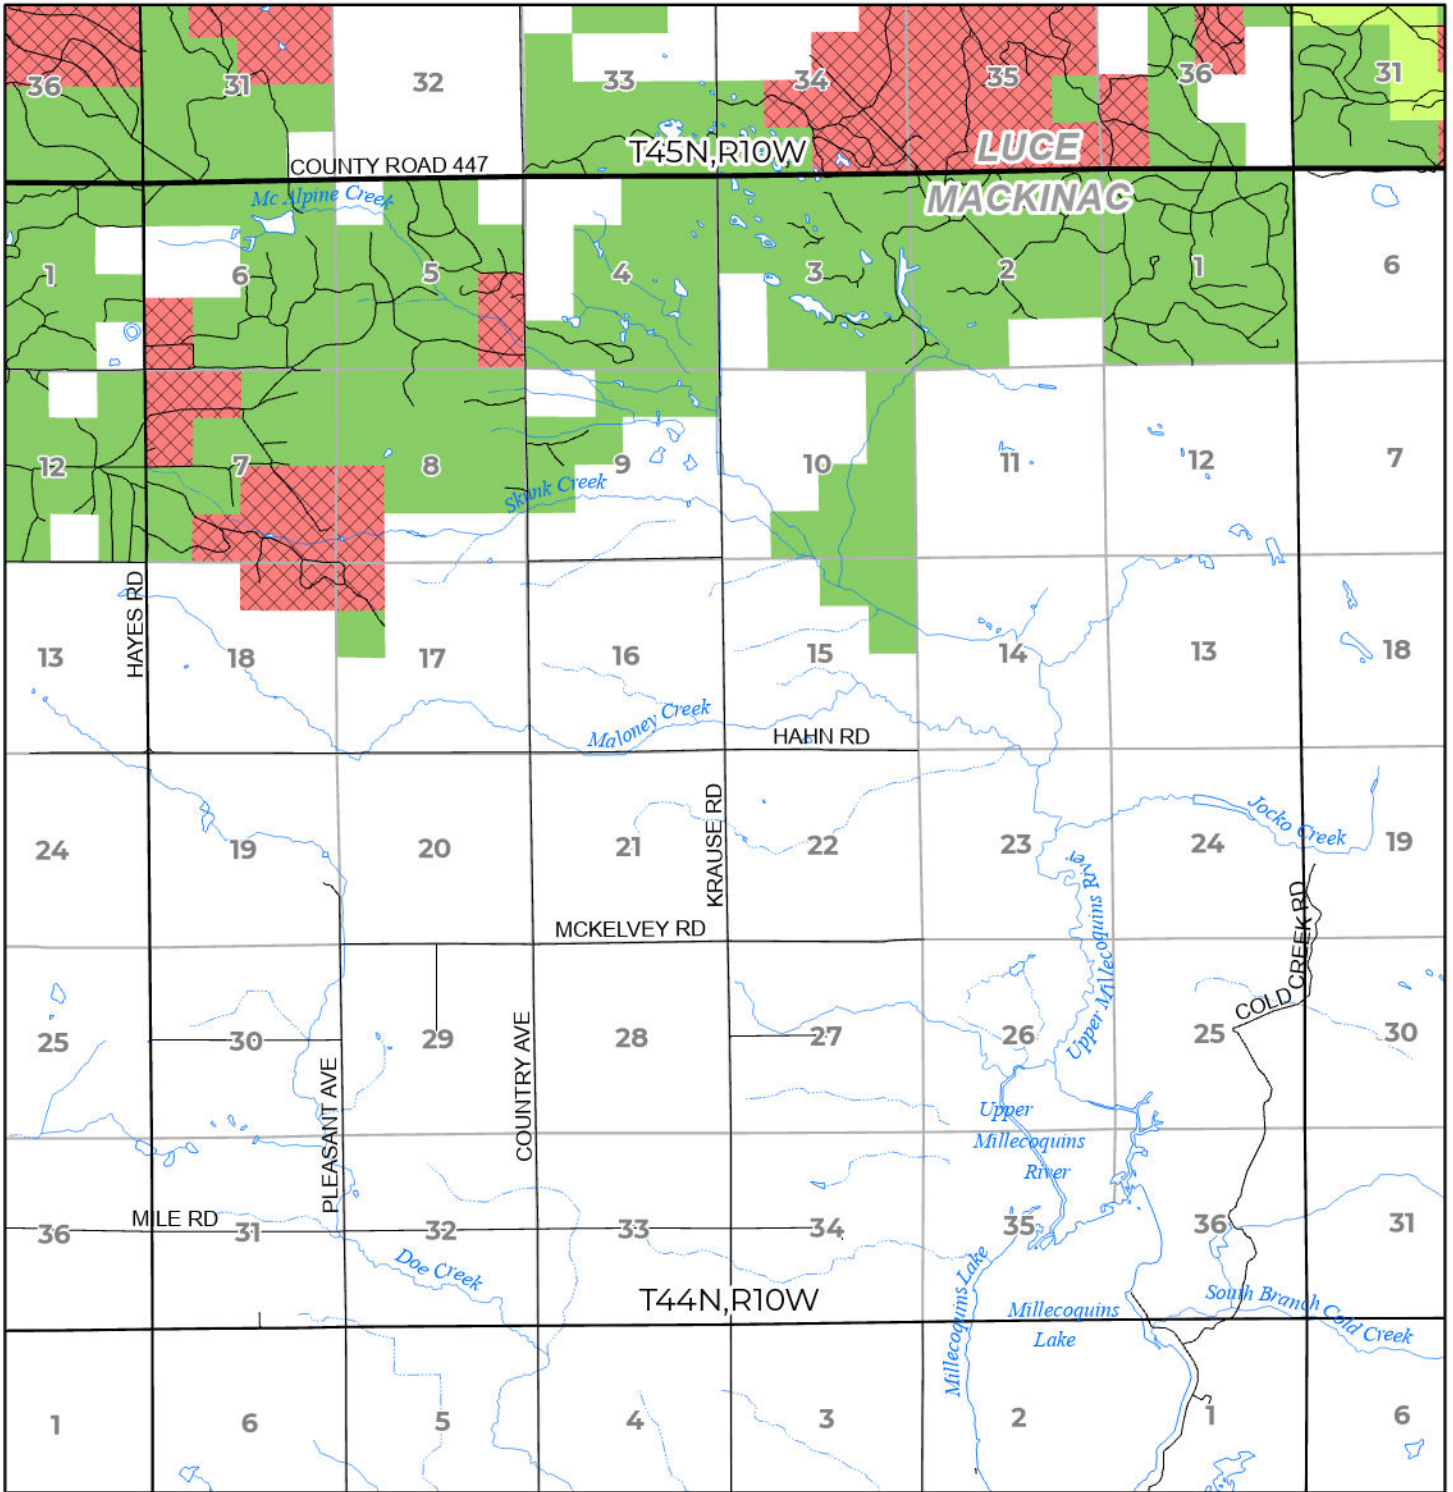 36 31 32 33 34 35 36 31
T45N,R10W
LUCE
COUNTY ROAD 447
MACKINAC
Mc Alpine Creek
1 6 5 4 3 2 1 6
12 7 8 9 10 11 12 7
Skunk Creek
HAYES RD
13 18 17 16 15 14 13 18
Maloney Creek
HAHN RD
KRAUSE RD
Jocko Creek
24 19 20 21 22 23 24 19
Upper Millecoquins River
COLD CREEK RD
MCKELVEY RD
25 30 29 28 27 26 25 30
PLEASANT AVE
COUNTRY AVE
Upper
Millecoquins
River
MILE RD
36 31 32 33 34 35 36 31
Doe Creek
Millecoquins Lake
T44N,R10W
Millecoquins
Lake
South Branch Cold Creek
1 6 5 4 3 2 1 6